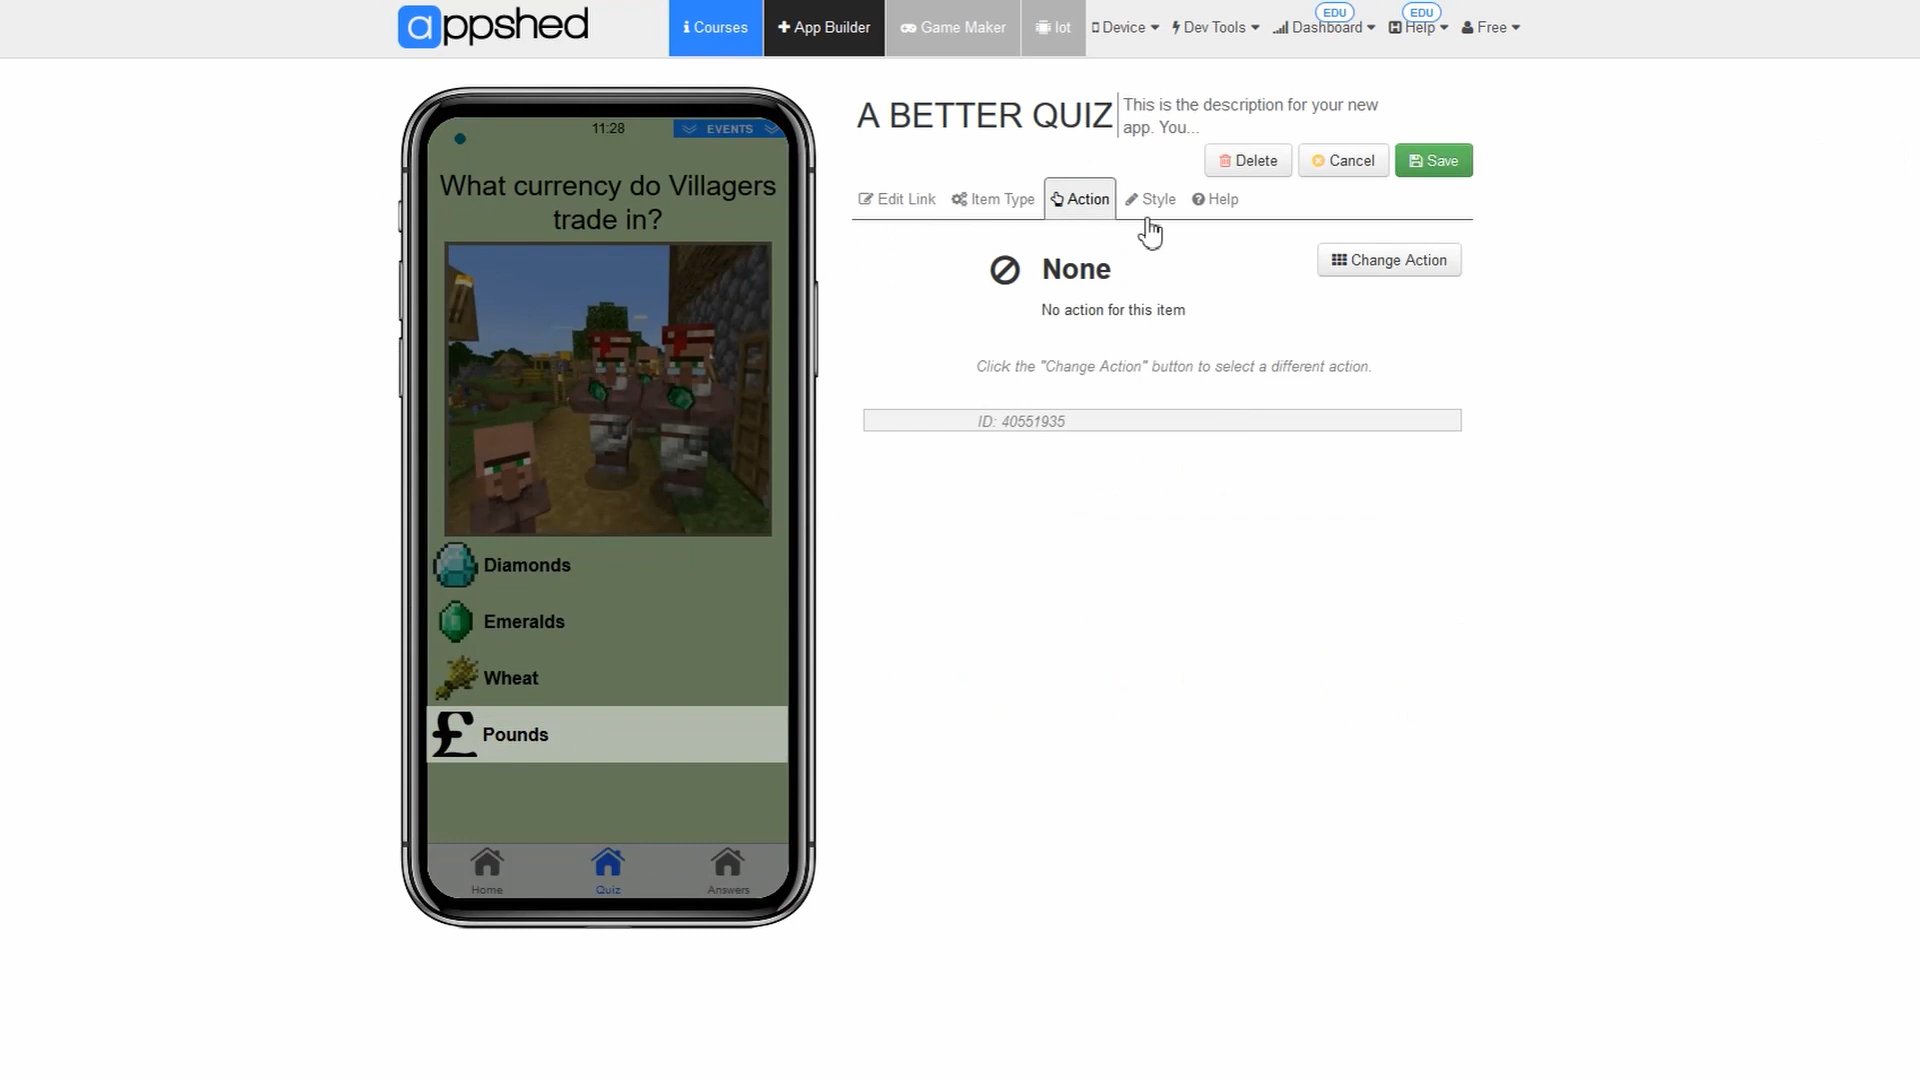 appshed
Courses
App Builder
Game Maker
Iot
Device
Dev Tools
EDU
Dashboard
EDU
Help
Free
11:28
EVENTS
What currency do Villagers
trade in?
Diamonds
Emeralds
Wheat
£ Pounds
Home
Quiz
Answers
A BETTER QUIZ
This is the description for your new
app. You...
Delete
Cancel
Save
Edit Link
Item Type
Action
Style
Help
None
Change Action
No action for this item
Click the "Change Action" button to select a different action.
ID: 40551935